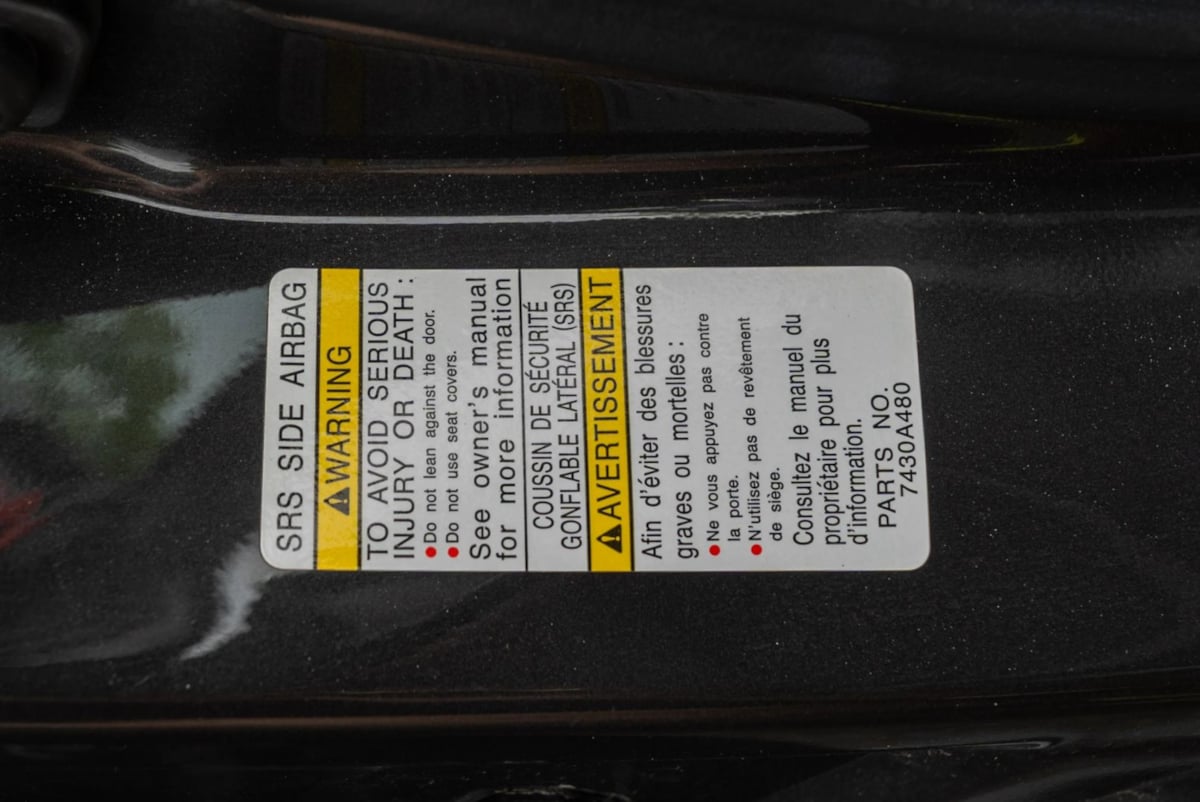 SRS SIDE AIRBAG
⚠WARNING
TO AVOID SERIOUS
INJURY OR DEATH :
●Do not lean against the door.
●Do not use seat covers.
See owner's manual
for more information
COUSSIN DE SÉCURITÉ
GONFLABLE LATÉRAL (SRS)
⚠AVERTISSEMENT
Afin d'éviter des blessures
graves ou mortelles :
●Ne vous appuyez pas contre
la porte.
●N'utilisez pas de revêtement
de siège.
Consultez le manuel du
propriétaire pour plus
d'information.
PARTS NO.
7430A480